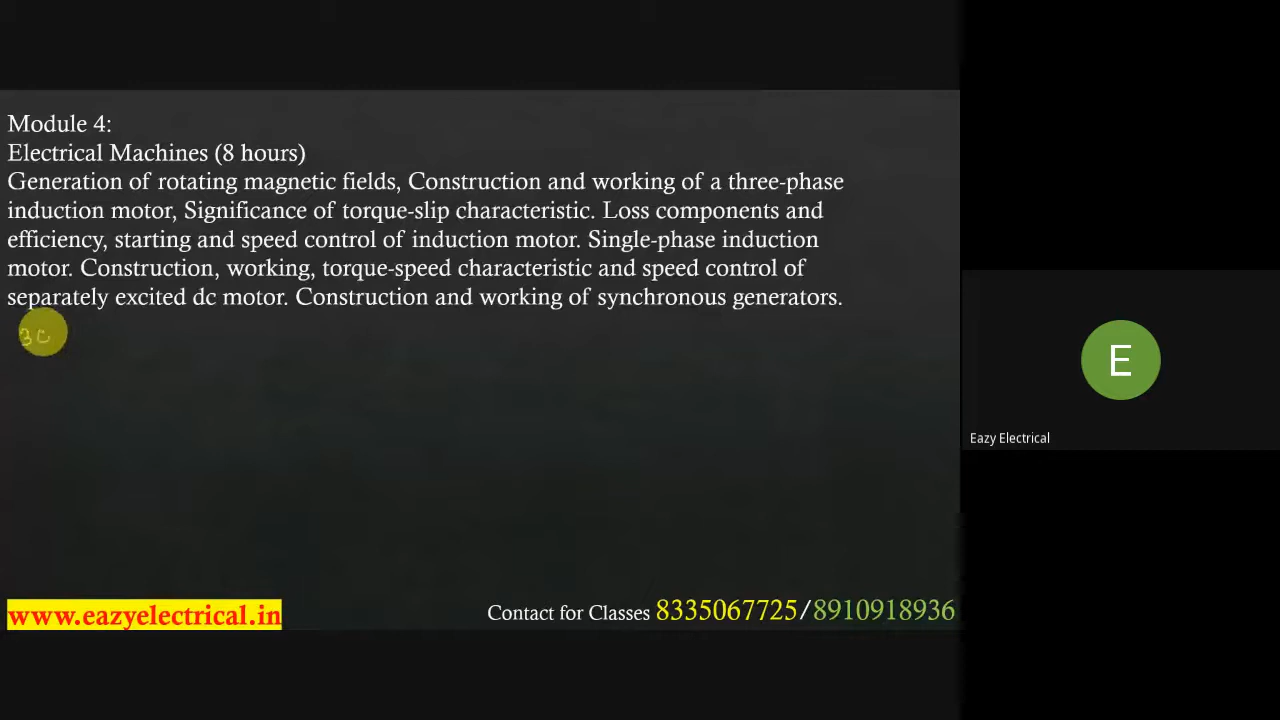 Module 4:
Electrical Machines (8 hours)
Generation of rotating magnetic fields, Construction and working of a three-phase
induction motor, Significance of torque-slip characteristic. Loss components and
efficiency, starting and speed control of induction motor. Single-phase induction
motor. Construction, working, torque-speed characteristic and speed control of
separately excited dc motor. Construction and working of synchronous generators.
E
Eazy Electrical
www.eazyelectrical.in
Contact for Classes 8335067725/8910918936